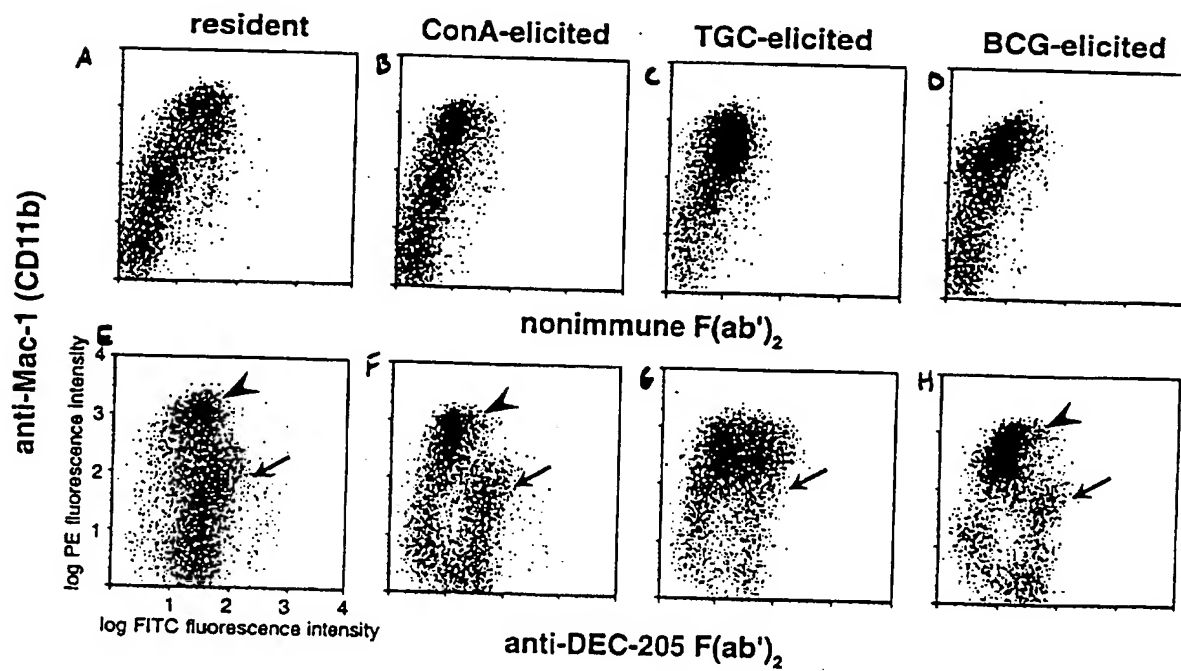 resident ConA-elicited TGC-elicited BCG-elicited
A B C D
anti-Mac-1 (CD11b)
nonimmune F(ab')₂
E F G H
log PE fluorescence intensity
4
3
2
1
1 2 3 4
log FITC fluorescence intensity
anti-DEC-205 F(ab')₂